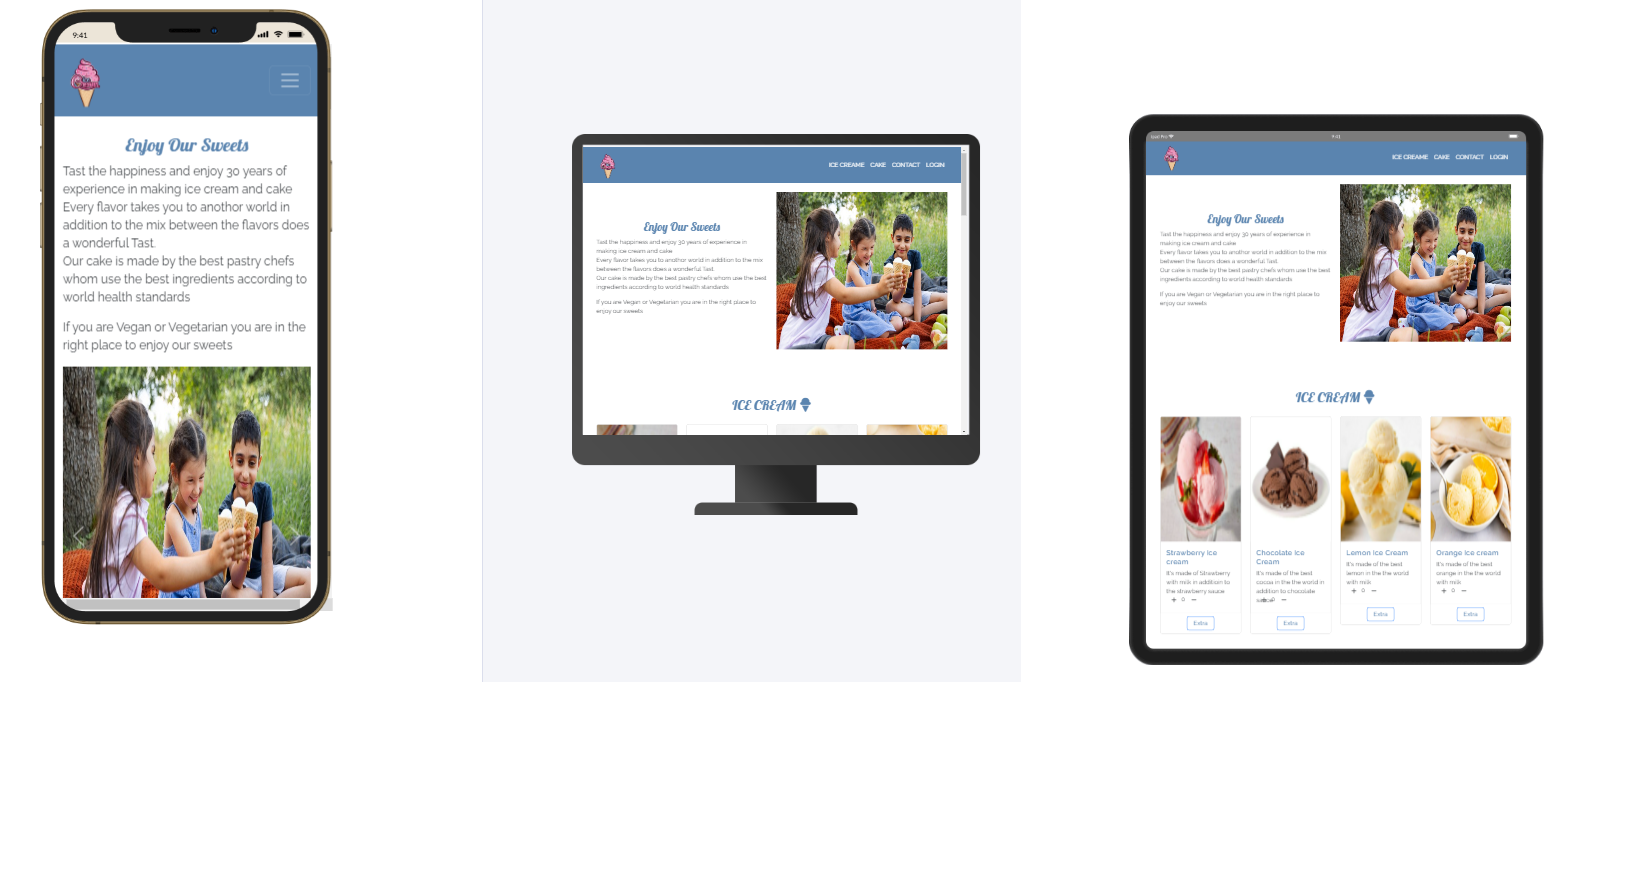 9:41
Enjoy Our Sweets
Tast the happiness and enjoy 30 years of
experience in making ice cream and cake
Every flavor takes you to anothor world in
addition to the mix between the flavors does
a wonderful Tast.
Our cake is made by the best pastry chefs
whom use the best ingredients according to
world health standards
If you are Vegan or Vegetarian you are in the
right place to enjoy our sweets
ICE CREAME CAKE CONTACT LOGIN
Enjoy Our Sweets
Tast the happiness and enjoy 30 years of experience in
making ice cream and cake
Every flavor takes you to anothor world in addition to the mix
between the flavors does a wonderful Tast.
Our cake is made by the best pastry chefs whom use the best
ingredients according to world health standards
If you are Vegan or Vegetarian you are in the right place to
enjoy our sweets
ICE CREAM
9:41
ICE CREAME CAKE CONTACT LOGIN
Enjoy Our Sweets
Tast the happiness and enjoy 30 years of experience in
making ice cream and cake
Every flavor takes you to anothor world in addition to the mix
between the flavors does a wonderful Tast.
Our cake is made by the best pastry chefs whom use the best
ingredients according to world health standards
If you are Vegan or Vegetarian you are in the right place to
enjoy our sweets
ICE CREAM
Strawberry Ice
cream
It's made of Strawberry
with milk in addition to
the strawberry sauce
+ 0 −
Extra
Chocolate Ice
Cream
It's made of the best
cocoa in the the world in
addition to chocolate
+ 0 −
Extra
Lemon Ice Cream
It's made of the best
lemon in the the world
with milk
+ 0 −
Extra
Orange Ice cream
It's made of the best
orange in the the world
with milk
+ 0 −
Extra